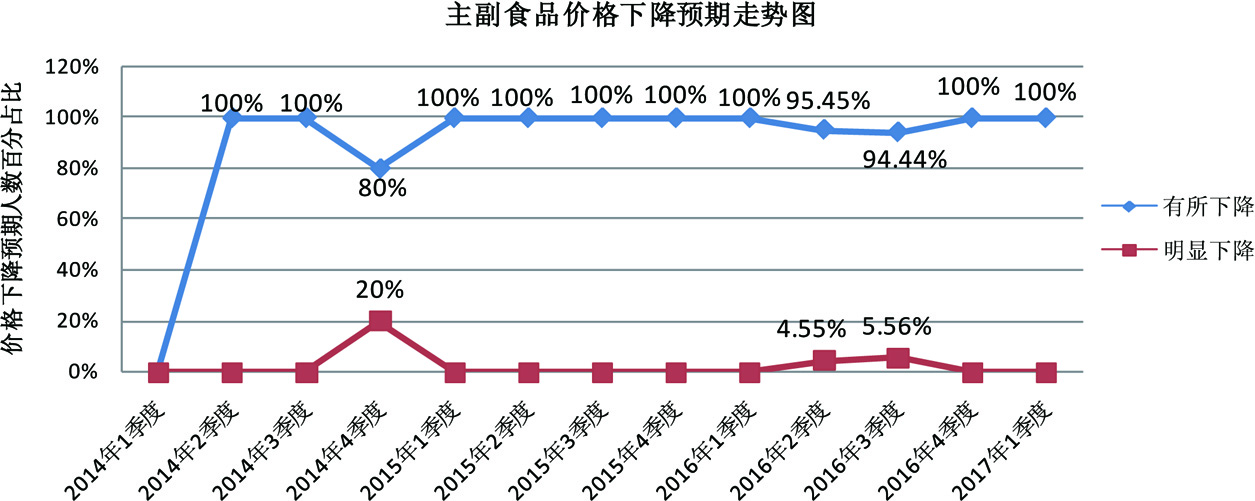 主副食品价格下降预期走势图
价格下降预期人数百分占比
120%
100%
80%
60%
40%
20%
0%
100%
100%
80%
100%
100%
100%
100%
100%
95.45%
94.44%
100%
100%
20%
4.55%
5.56%
有所下降
明显下降
2014年1季度
2014年2季度
2014年3季度
2014年4季度
2015年1季度
2015年2季度
2015年3季度
2015年4季度
2016年1季度
2016年2季度
2016年3季度
2016年4季度
2017年1季度